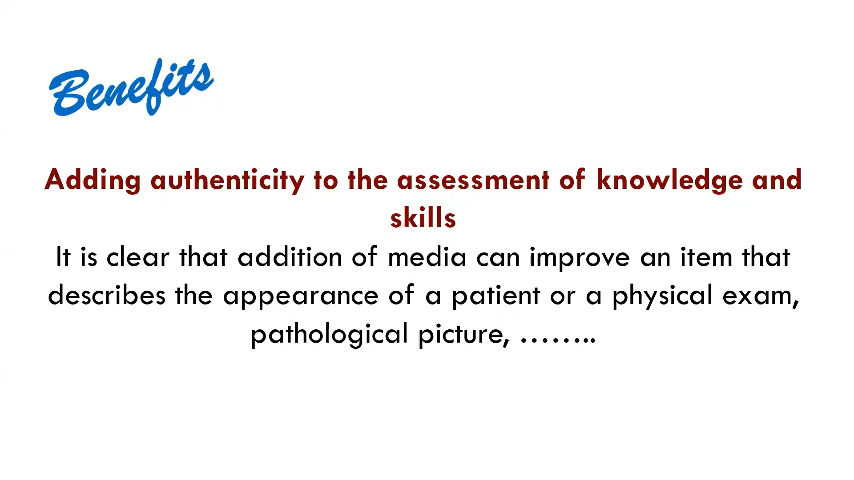 Benefits
Adding authenticity to the assessment of knowledge and
skills
It is clear that addition of media can improve an item that
describes the appearance of a patient or a physical exam,
pathological picture, ……..